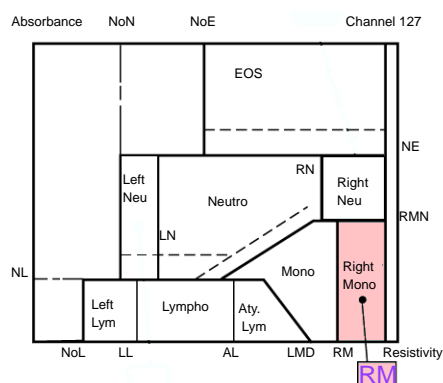 Absorbance NoN NoE Channel 127
EOS
NE
RN
Left
Neu
Neutro
Right
Neu
RMN
LN
NL
Mono
Right
Mono
Left
Lym
Lympho
Aty.
Lym
NoL LL AL LMD RM Resistivity
RM